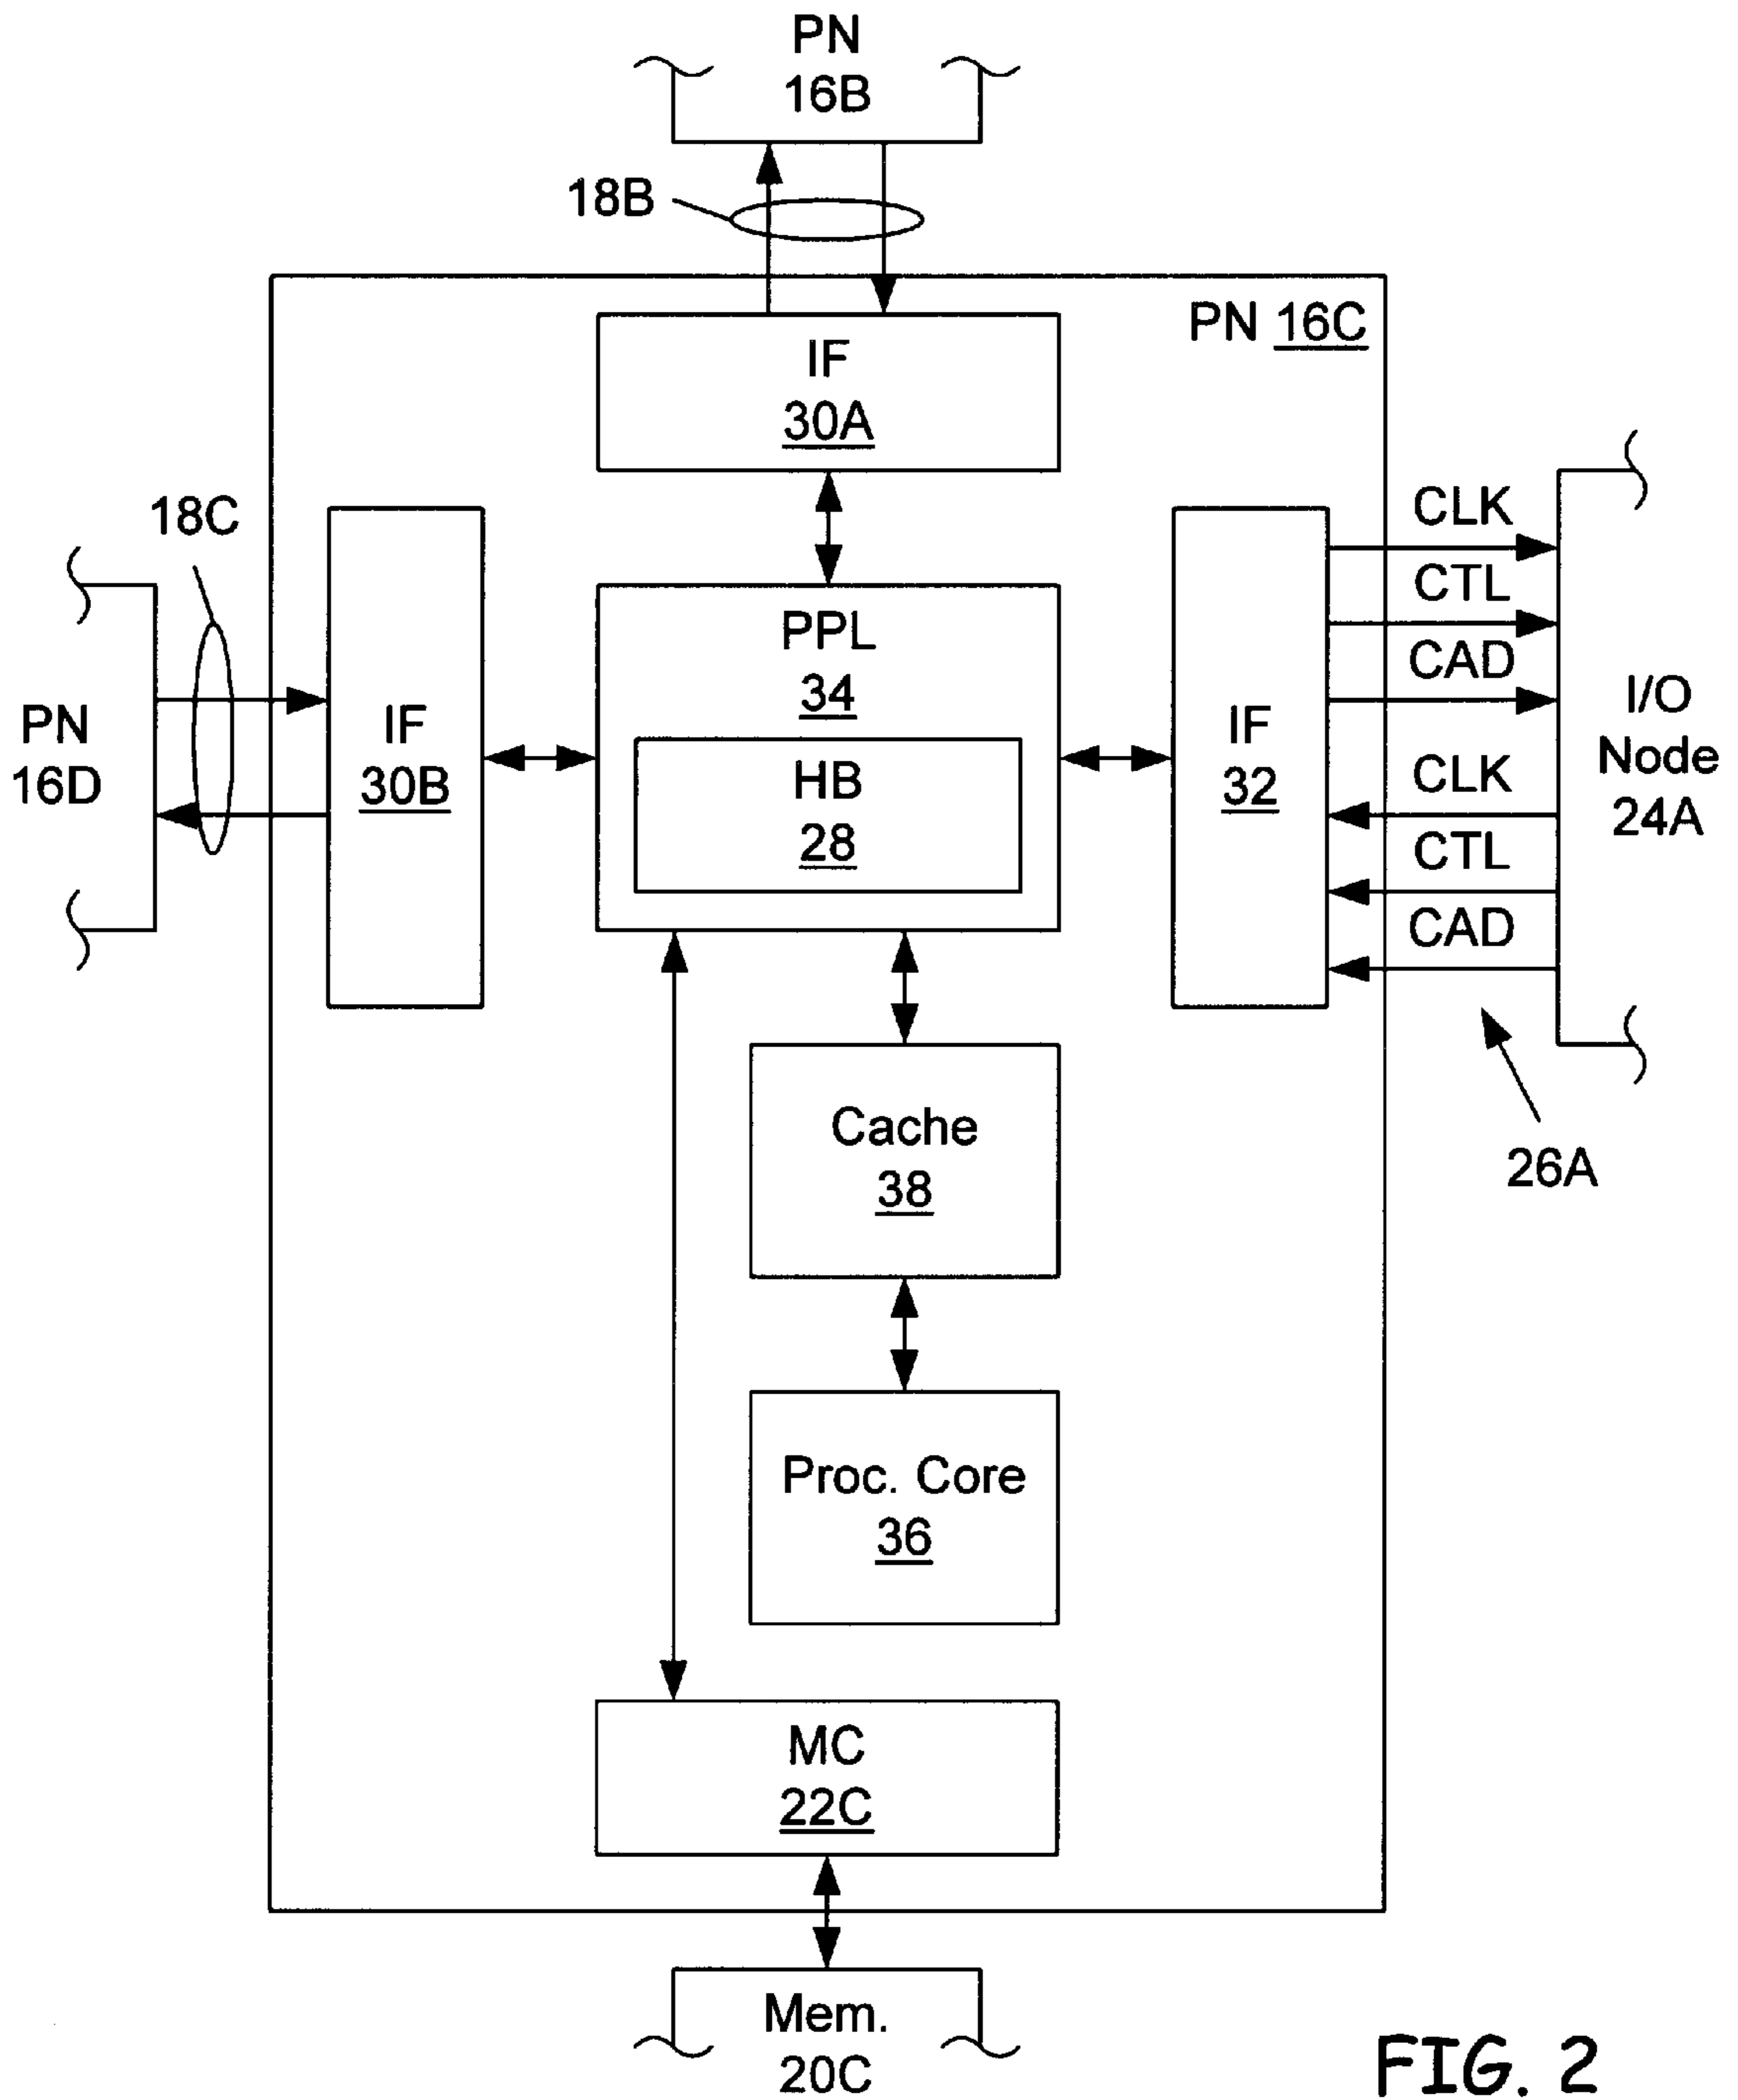 PN
16B
18B
PN 16C
IF
30A
18C
CLK
CTL
CAD
PPL
34
PN
16D
IF
30B
HB
28
IF
32
I/O
Node
24A
CLK
CTL
CAD
Cache
38
26A
Proc. Core
36
MC
22C
Mem.
20C
FIG. 2